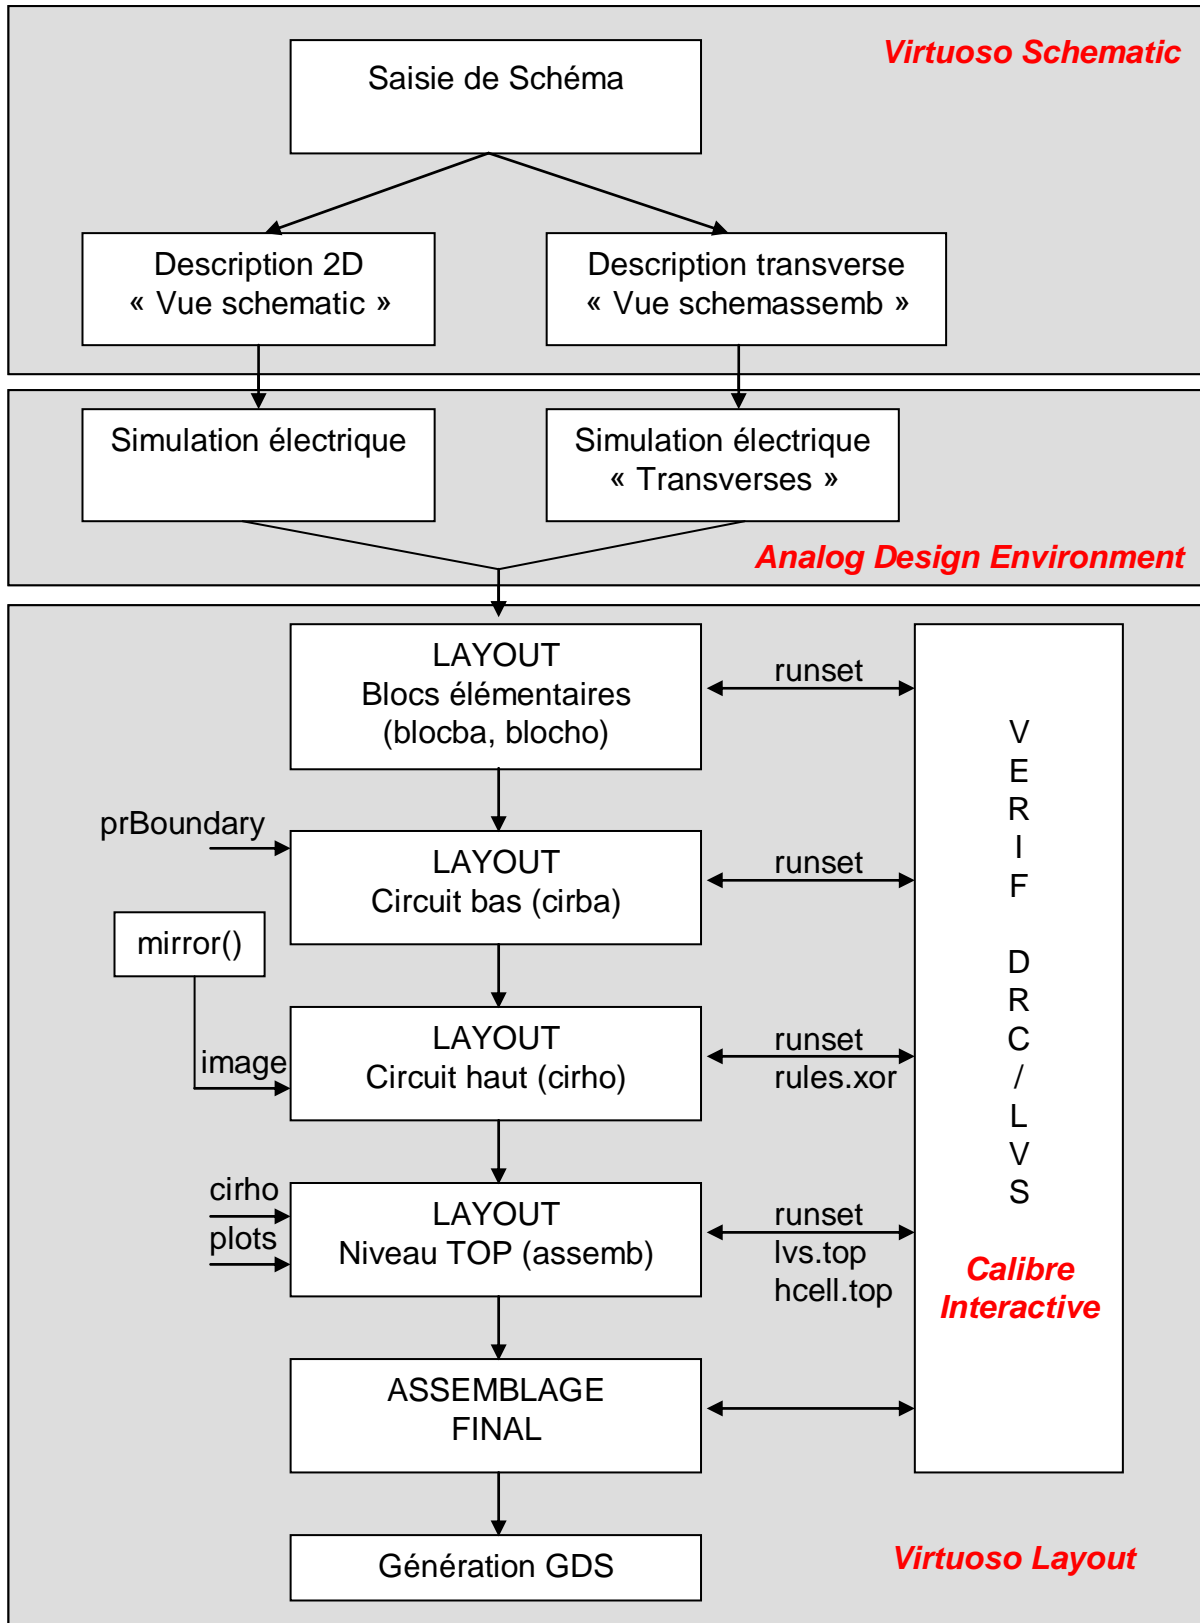 Virtuoso Schematic
Saisie de Schéma
Description 2D
« Vue schematic »
Description transverse
« Vue schemassemb »
Simulation électrique
Simulation électrique
« Transverses »
Analog Design Environment
LAYOUT
Blocs élémentaires
(blocba, blocho)
runset
prBoundary
LAYOUT
Circuit bas (cirba)
runset
mirror()
image
LAYOUT
Circuit haut (cirho)
runset
rules.xor
cirho
plots
LAYOUT
Niveau TOP (assemb)
runset
lvs.top
hcell.top
V
E
R
I
F
D
R
C
/
L
V
S
Calibre
Interactive
ASSEMBLAGE
FINAL
Génération GDS
Virtuoso Layout